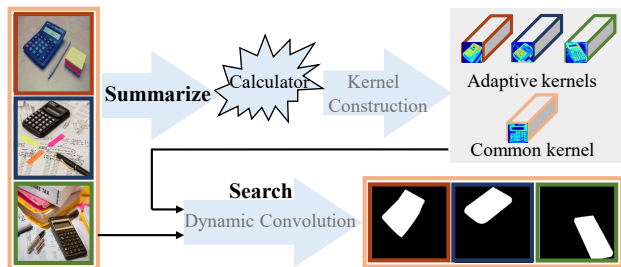 Summarize
Calculator
Kernel
Construction
Adaptive kernels
Common kernel
Search
Dynamic Convolution